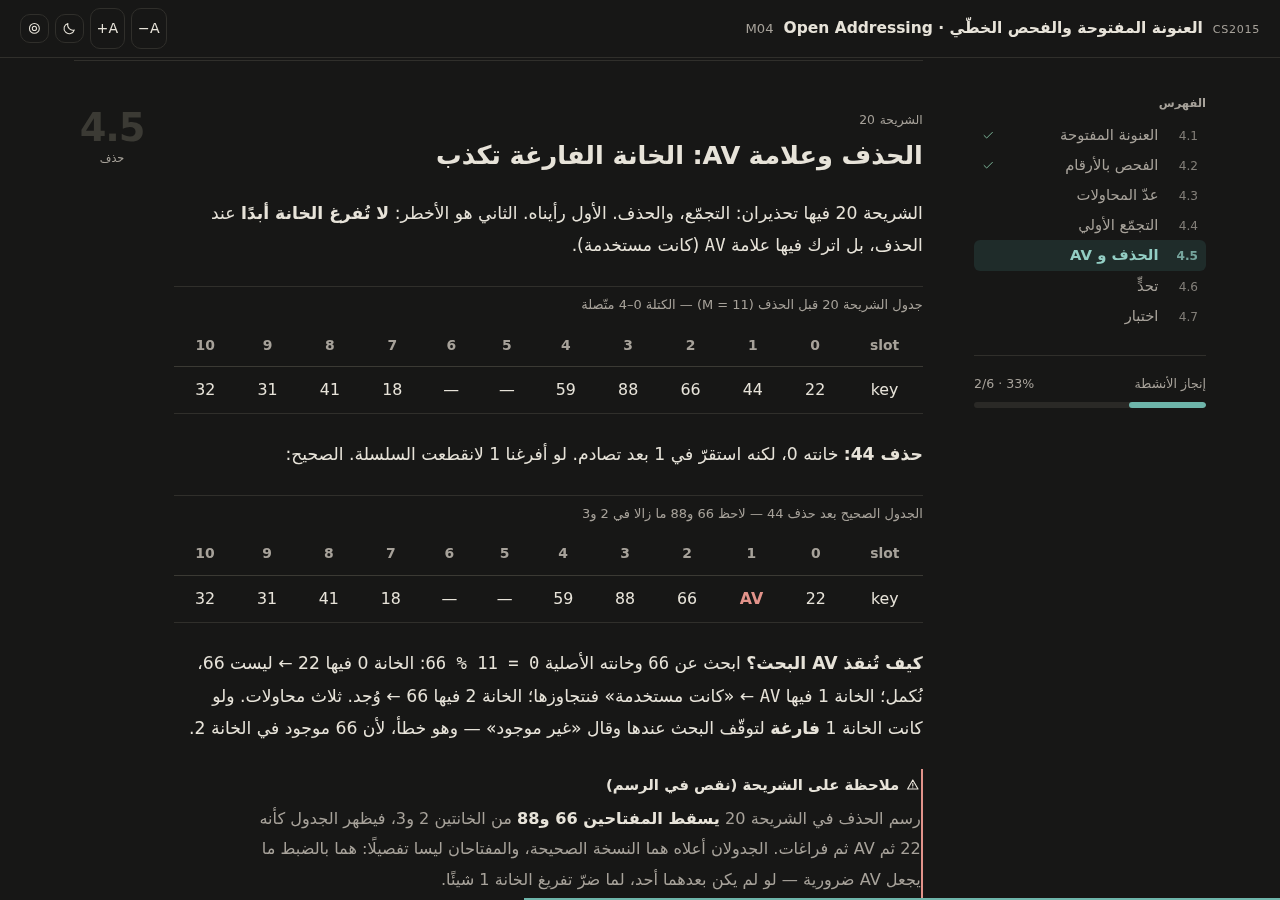 CS2015 العنونة المفتوحة والفحص الخطّي · Open Addressing M04
A− A+
الفهرس
4.1 العنونة المفتوحة ✓
4.2 الفحص بالأرقام ✓
4.3 عدّ المحاولات
4.4 التجمّع الأولي
4.5 الحذف و AV
4.6 تحدٍّ
4.7 اختبار
إنجاز الأنشطة 2/6 · 33%
4.5
حذف
الشريحة 20
الحذف وعلامة AV: الخانة الفارغة تكذب
الشريحة 20 فيها تحذيران: التجمّع، والحذف. الأول رأيناه. الثاني هو الأخطر: لا تُفرغ الخانة أبدًا عند
الحذف، بل اترك فيها علامة AV (كانت مستخدمة).
جدول الشريحة 20 قبل الحذف (M = 11) — الكتلة 0–4 متّصلة
slot 0 1 2 3 4 5 6 7 8 9 10
key 22 44 66 88 59 — — 18 41 31 32
حذف 44: خانته 0، لكنه استقرّ في 1 بعد تصادم. لو أفرغنا 1 لانقطعت السلسلة. الصحيح:
الجدول الصحيح بعد حذف 44 — لاحظ 66 و88 ما زالا في 2 و3
slot 0 1 2 3 4 5 6 7 8 9 10
key 22 AV 66 88 59 — — 18 41 31 32
كيف تُنقذ AV البحث؟ ابحث عن 66 وخانته الأصلية 66 % 11 = 0: الخانة 0 فيها 22 ← ليست 66،
نُكمل؛ الخانة 1 فيها AV ← «كانت مستخدمة» فنتجاوزها؛ الخانة 2 فيها 66 ← وُجد. ثلاث محاولات. ولو
كانت الخانة 1 فارغة لتوقّف البحث عندها وقال «غير موجود» — وهو خطأ، لأن 66 موجود في الخانة 2.
⚠ ملاحظة على الشريحة (نقص في الرسم)
رسم الحذف في الشريحة 20 يسقط المفتاحين 66 و88 من الخانتين 2 و3، فيظهر الجدول كأنه
22 ثم AV ثم فراغات. الجدولان أعلاه هما النسخة الصحيحة، والمفتاحان ليسا تفصيلًا: هما بالضبط ما
يجعل AV ضرورية — لو لم يكن بعدهما أحد، لما ضرّ تفريغ الخانة 1 شيئًا.